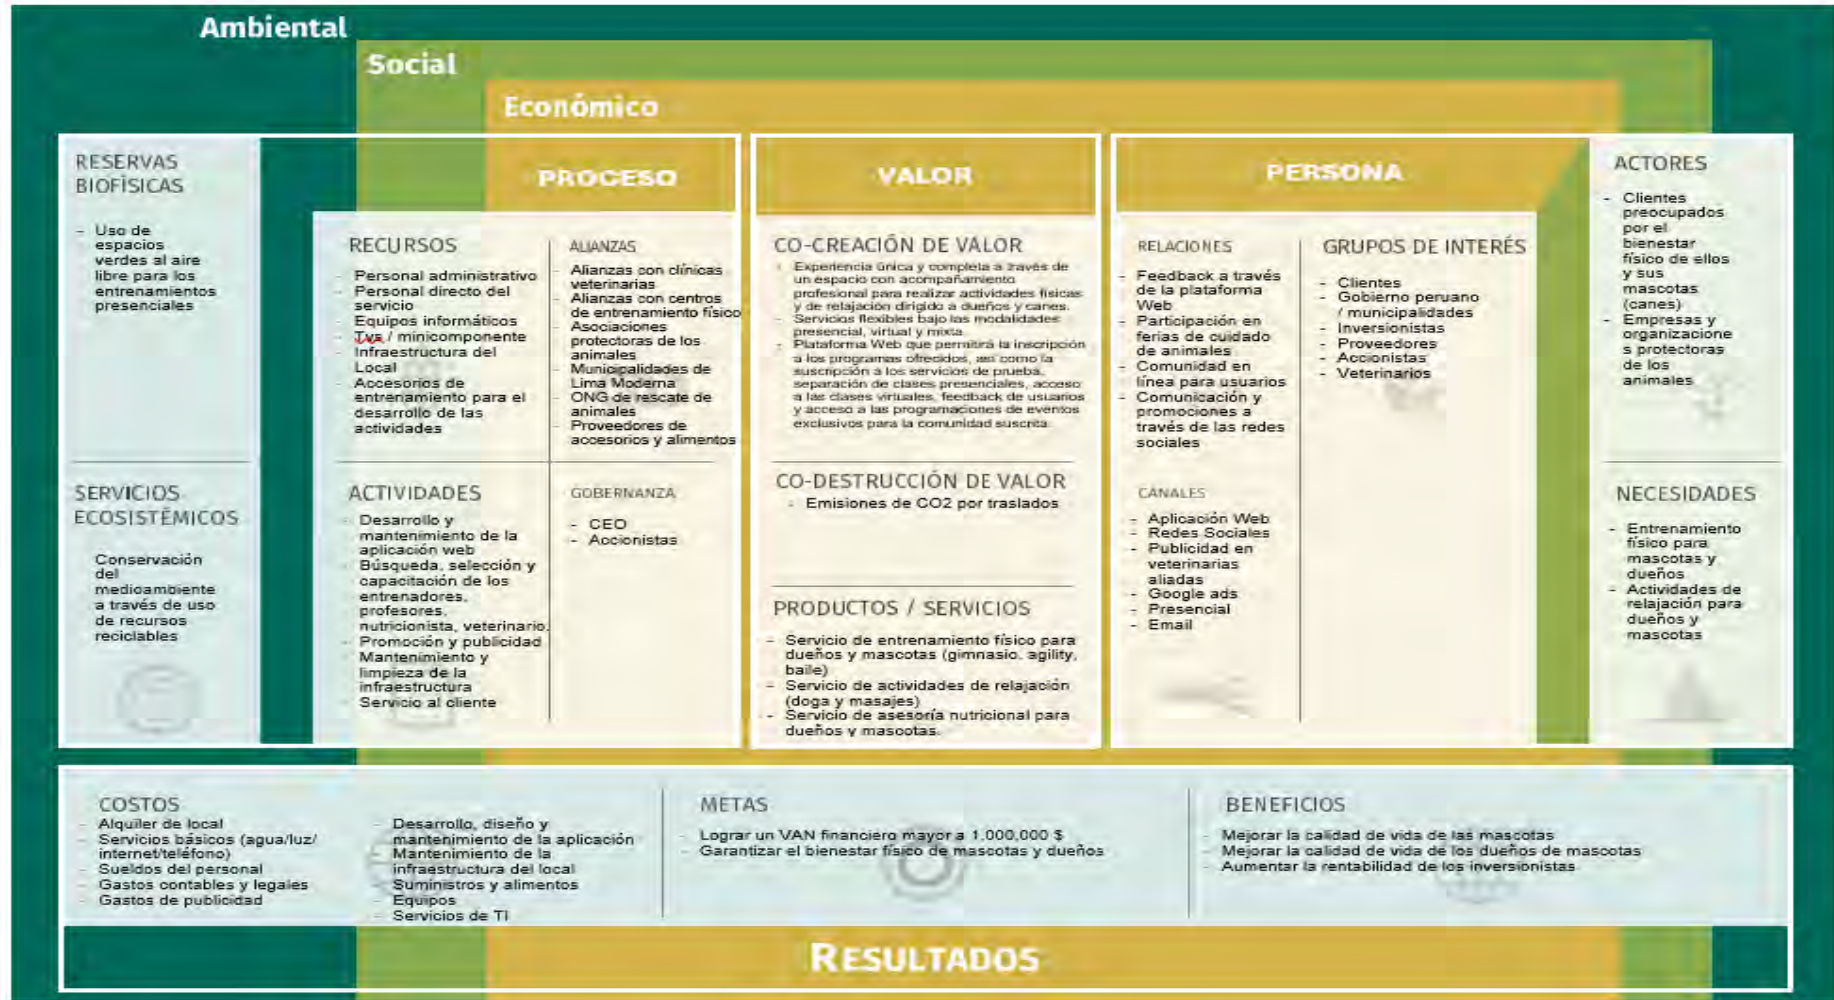 Ambiental
Social
Económico
RESERVAS
BIOFÍSICAS
- Uso de
espacios
verdes al aire
libre para los
entrenamientos
presenciales
SERVICIOS
ECOSISTÉMICOS
Conservación
del
medioambiente
a través de uso
de recursos
reciclables
PROCESO
RECURSOS
- Personal administrativo
- Personal directo del
servicio
- Equipos informáticos
- Tvs / minicomponente
- Infraestructura del
Local
- Accesorios de
entrenamiento para el
desarrollo de las
actividades
ALIANZAS
- Alianzas con clínicas
veterinarias
- Alianzas con centros
de entrenamiento físico
- Asociaciones
protectoras de los
animales
- Municipalidades de
Lima Moderna
- ONG de rescate de
animales
- Proveedores de
accesorios y alimentos
ACTIVIDADES
- Desarrollo y
mantenimiento de la
aplicación web
- Búsqueda, selección y
capacitación de los
entrenadores,
profesores,
nutricionista, veterinario.
- Promoción y publicidad
- Mantenimiento y
limpieza de la
infraestructura
- Servicio al cliente
GOBERNANZA
- CEO
- Accionistas
VALOR
CO-CREACIÓN DE VALOR
- Experiencia única y completa a través de
un espacio con acompañamiento
profesional para realizar actividades físicas
y de relajación dirigido a dueños y canes.
- Servicios flexibles bajo las modalidades
presencial, virtual y mixta.
- Plataforma Web que permitirá la inscripción
a los programas ofrecidos, así como la
suscripción a los servicios de prueba,
separación de clases presenciales, acceso
a las clases virtuales, feedback de usuarios
y acceso a las programaciones de eventos
exclusivos para la comunidad suscrita.
CO-DESTRUCCIÓN DE VALOR
- Emisiones de CO2 por traslados
PRODUCTOS / SERVICIOS
- Servicio de entrenamiento físico para
dueños y mascotas (gimnasio, agility,
baile)
- Servicio de actividades de relajación
(doga y masajes)
- Servicio de asesoría nutricional para
dueños y mascotas.
PERSONA
RELACIONES
- Feedback a través
de la plataforma
Web
- Participación en
ferias de cuidado
de animales
- Comunidad en
línea para usuarios
- Comunicación y
promociones a
través de las redes
sociales
GRUPOS DE INTERÉS
- Clientes
- Gobierno peruano
/ municipalidades
- Inversionistas
- Proveedores
- Accionistas
- Veterinarios
CANALES
- Aplicación Web
- Redes Sociales
- Publicidad en
veterinarias
aliadas
- Google ads
- Presencial
- Email
ACTORES
- Clientes
preocupados
por el
bienestar
físico de ellos
y sus
mascotas
(canes)
- Empresas y
organizacione
s protectoras
de los
animales
NECESIDADES
- Entrenamiento
físico para
mascotas y
dueños
- Actividades de
relajación para
dueños y
mascotas
COSTOS
- Alquiler de local
- Servicios básicos (agua/luz/
internet/teléfono)
- Sueldos del personal
- Gastos contables y legales
- Gastos de publicidad
- Desarrollo, diseño y
mantenimiento de la aplicación
- Mantenimiento de la
infraestructura del local
- Suministros y alimentos
- Equipos
- Servicios de TI
METAS
- Lograr un VAN financiero mayor a 1,000,000 $
- Garantizar el bienestar físico de mascotas y dueños
BENEFICIOS
- Mejorar la calidad de vida de las mascotas
- Mejorar la calidad de vida de los dueños de mascotas
- Aumentar la rentabilidad de los inversionistas
RESULTADOS